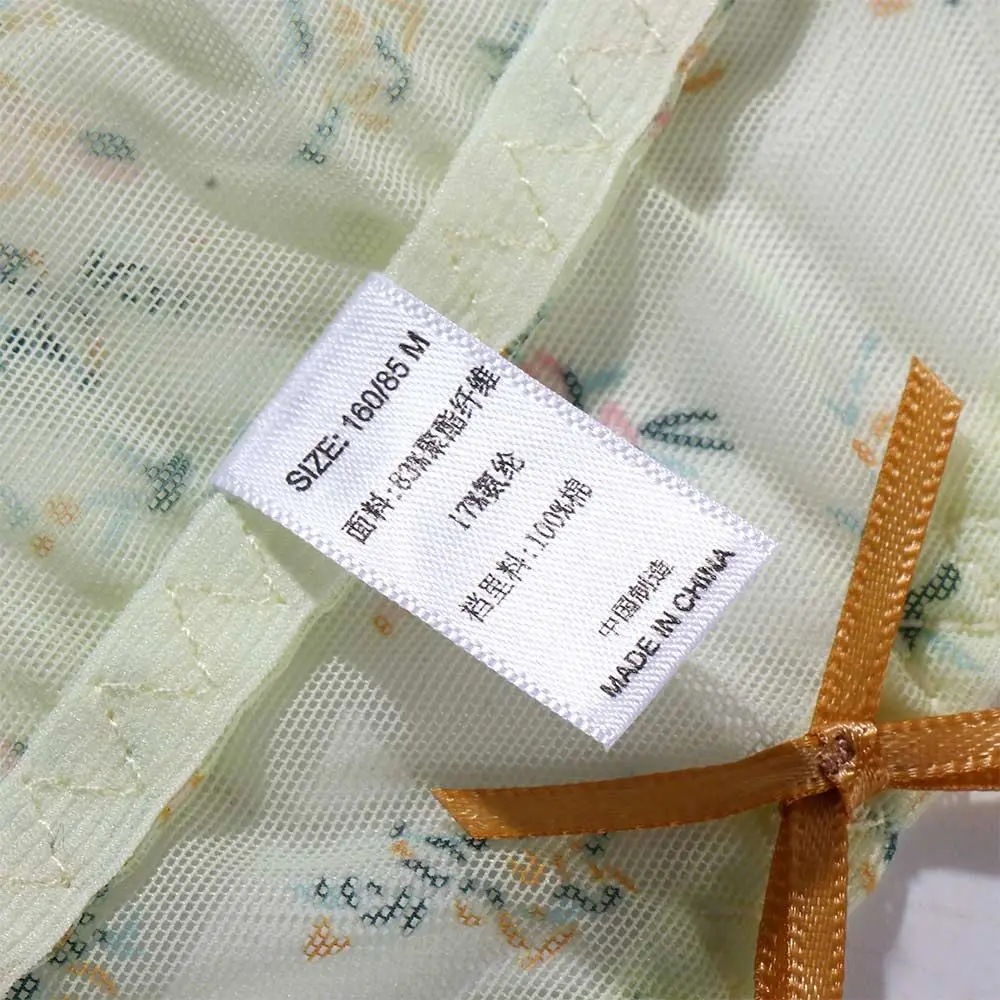 SIZE: 160/85 M
面料:83%聚酯纤维
17%氨纶
裆里料:100%棉
中国制造
MADE IN CHINA